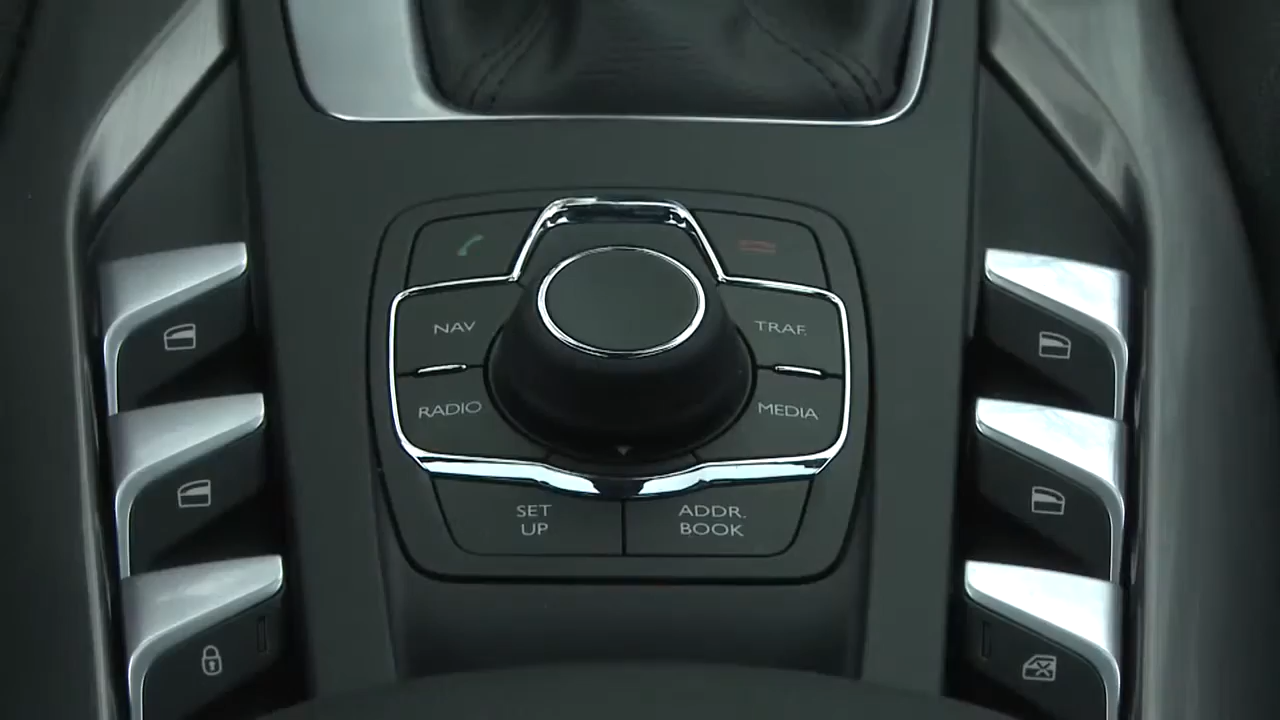 NAV
TRAF.
RADIO
MEDIA
SET
UP
ADDR.
BOOK